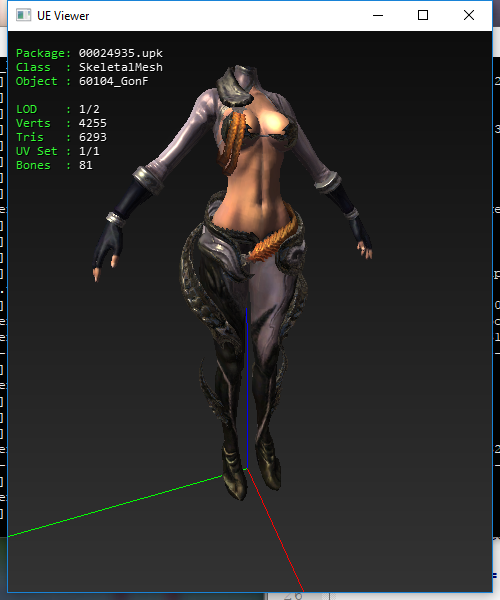 UE Viewer
Package: 00024935.upk
Class : SkeletalMesh
Object : 60104_GonF
LOD : 1/2
Verts : 4255
Tris : 6293
UV Set : 1/1
Bones : 81